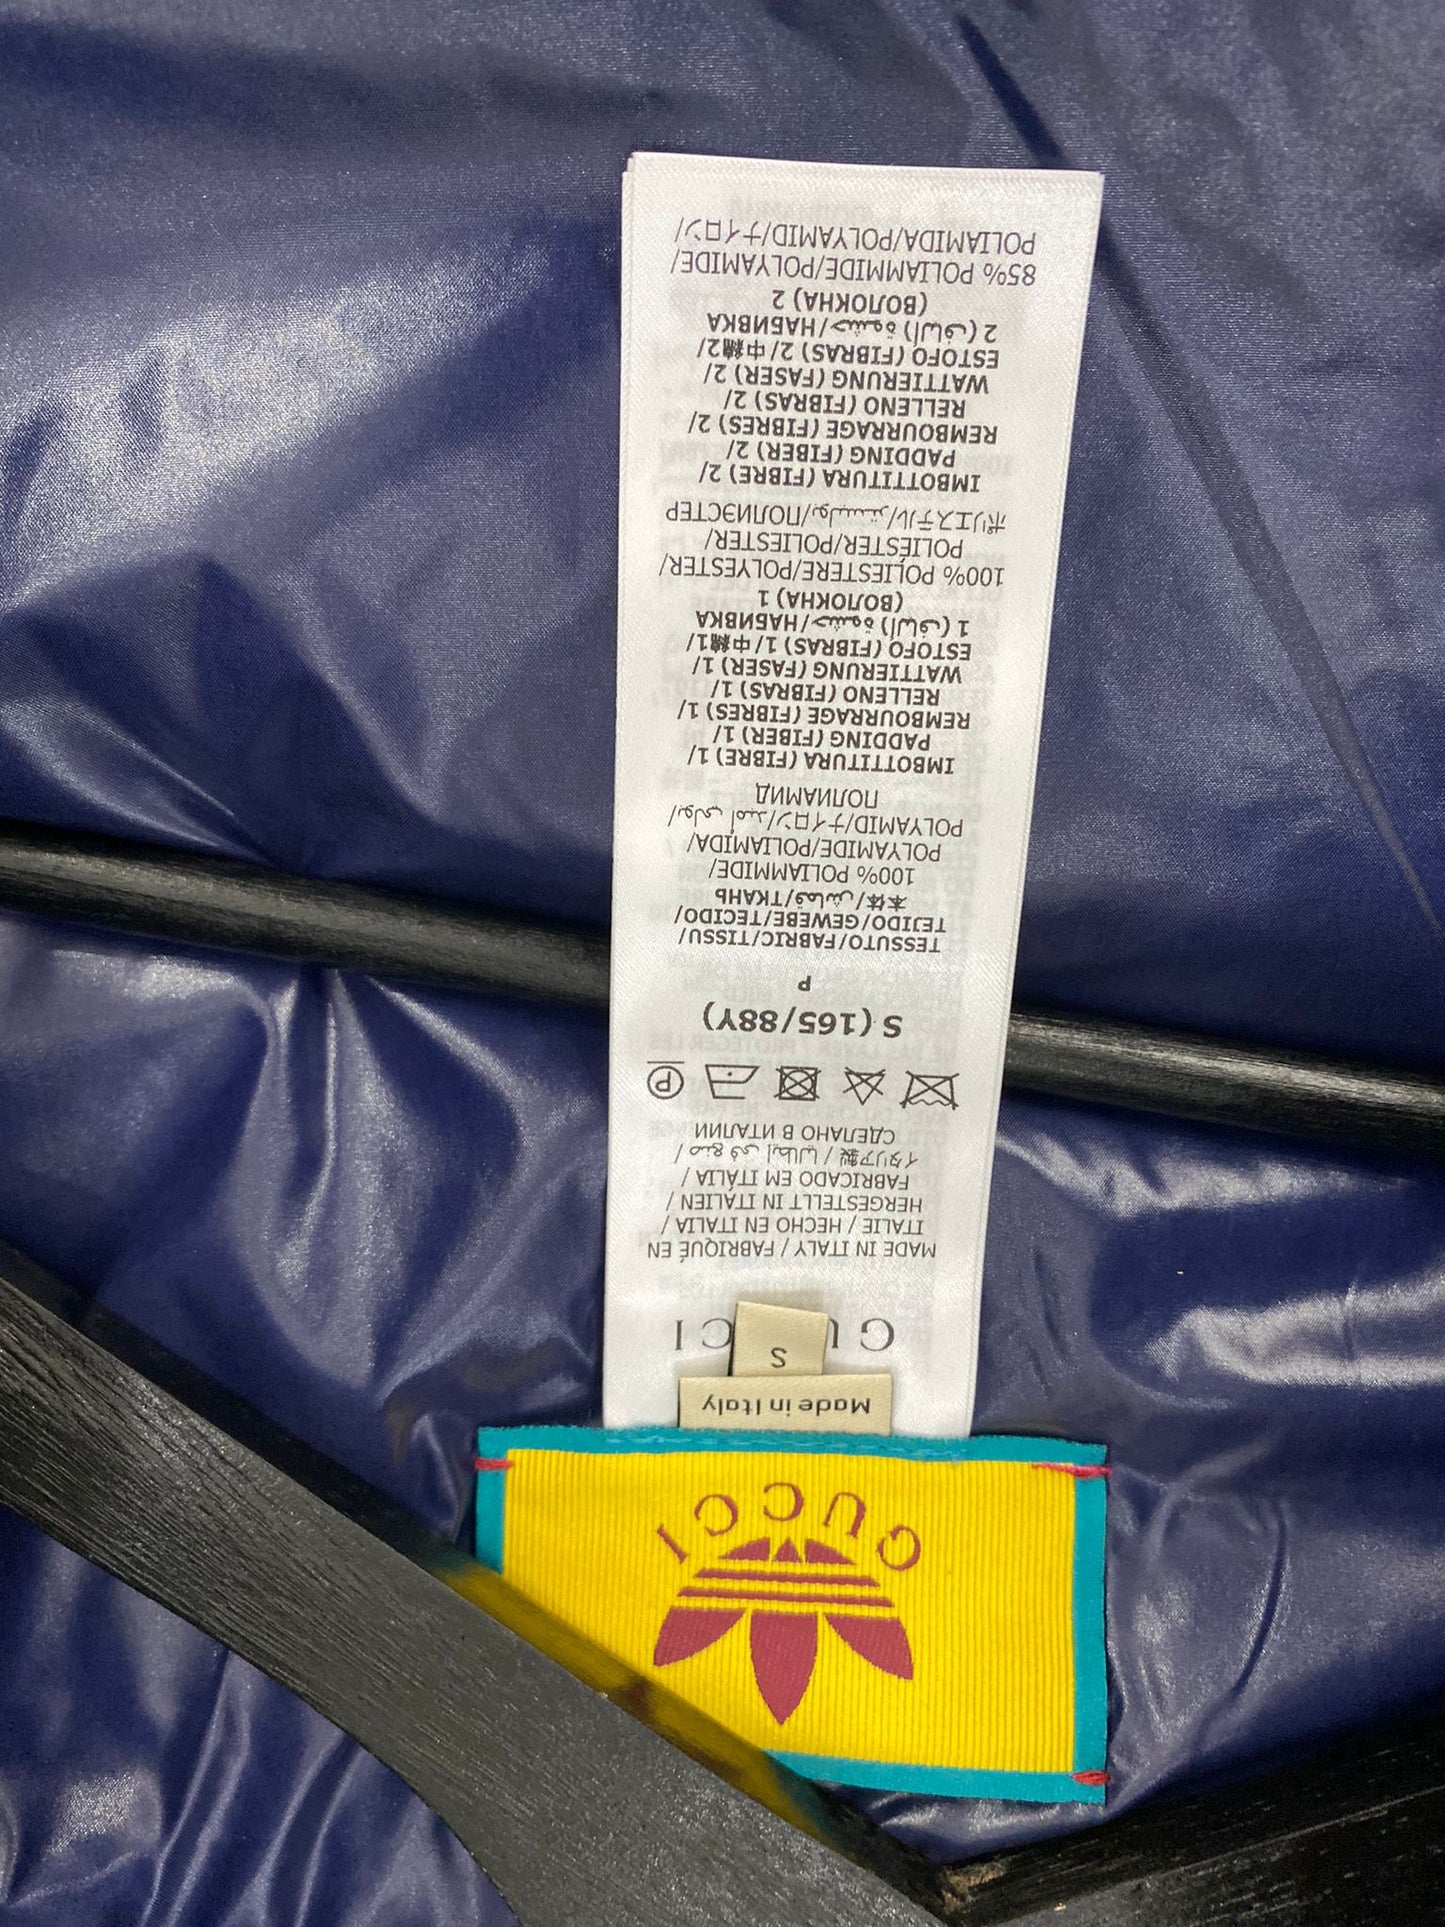 GUCCI
Made in Italy
S
GUCCI
MADE IN ITALY / FABRIQUÉ EN
ITALIE / HECHO EN ITALIA /
HERGESTELLT IN ITALIEN /
FABRICADO EM ITÁLIA /
イタリア製 / صنع في إيطاليا /
СДЕЛАНО В ИТАЛИИ
P
S (165/88Y)
P
TESSUTO/FABRIC/TISSU/
TEJIDO/GEWEBE/TECIDO/
本体/قماش/ТКАНЬ
100% POLIAMMIDE/
POLYAMIDE/POLIAMIDA/
POLYAMID/ナイロン/بولي أميد/
ПОЛИАМИД
IMBOTTITURA (FIBRE) 1/
PADDING (FIBER) 1/
REMBOURRAGE (FIBRES) 1/
RELLENO (FIBRAS) 1/
WATTIERUNG (FASER) 1/
ESTOFO (FIBRAS) 1/中綿1/
حشوة (ألياف) 1/НАБИВКА
(ВОЛОКНА) 1
100% POLIESTERE/POLYESTER/
POLIÉSTER/POLIESTER/
ポリエステル/بوليستر/ПОЛИЭСТЕР
IMBOTTITURA (FIBRE) 2/
PADDING (FIBER) 2/
REMBOURRAGE (FIBRES) 2/
RELLENO (FIBRAS) 2/
WATTIERUNG (FASER) 2/
ESTOFO (FIBRAS) 2/中綿2/
حشوة (ألياف) 2/НАБИВКА
(ВОЛОКНА) 2
85% POLIAMMIDE/POLYAMIDE/
POLIAMIDA/POLYAMID/ナイロン/